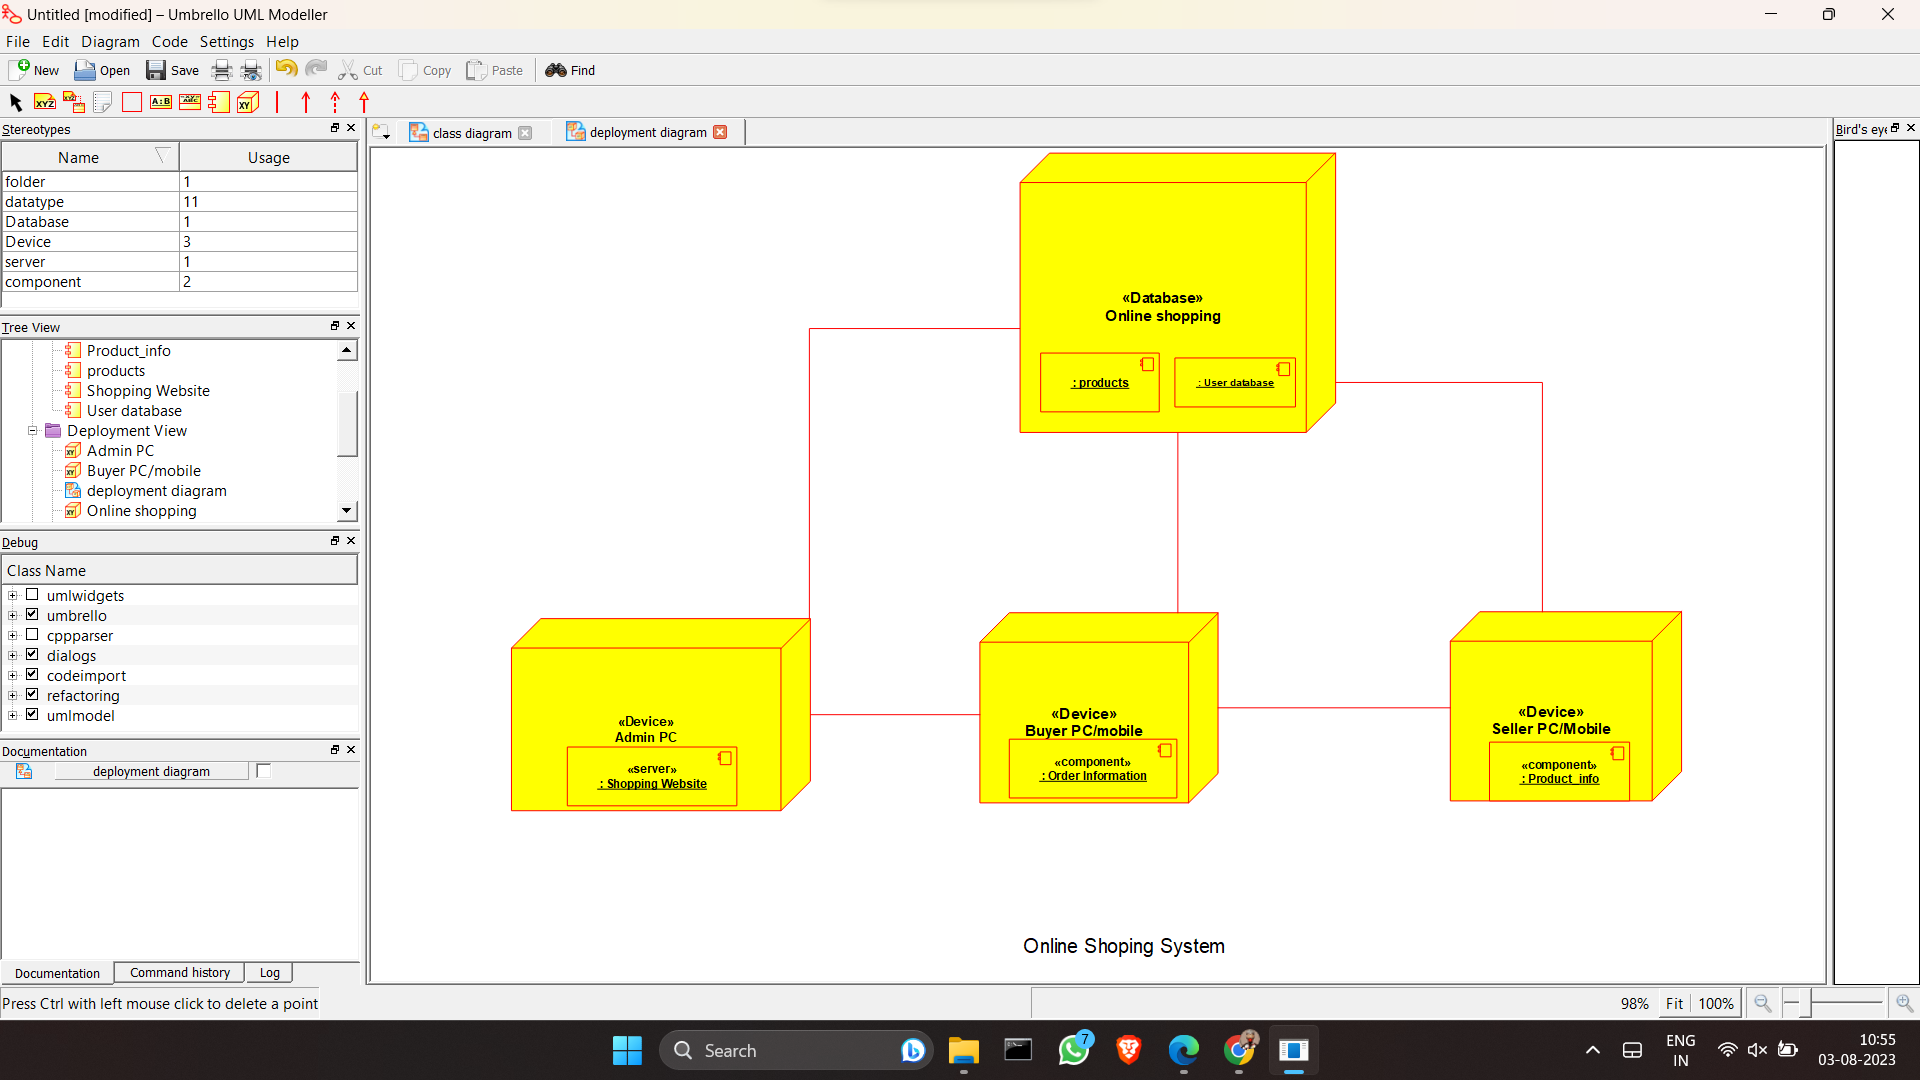 Untitled [modified] – Umbrello UML Modeller
File Edit Diagram Code Settings Help
New Open Save Cut Copy Paste Find
XYZ XYZ A:B ABC XY
Stereotypes
Name Usage
folder 1
datatype 11
Database 1
Device 3
server 1
component 2
Tree View
Product_info
products
Shopping Website
User database
Deployment View
Admin PC
Buyer PC/mobile
deployment diagram
Online shopping
Debug
Class Name
umlwidgets
umbrello
cppparser
dialogs
codeimport
refactoring
umlmodel
Documentation
deployment diagram
Documentation Command history Log
Press Ctrl with left mouse click to delete a point
class diagram deployment diagram
«Database»
Online shopping
: products
: User database
«Device»
Admin PC
«server»
: Shopping Website
«Device»
Buyer PC/mobile
«component»
: Order Information
«Device»
Seller PC/Mobile
«component»
: Product_info
Online Shoping System
Bird's eye
98% Fit 100%
Search
7
ENG
IN
10:55
03-08-2023